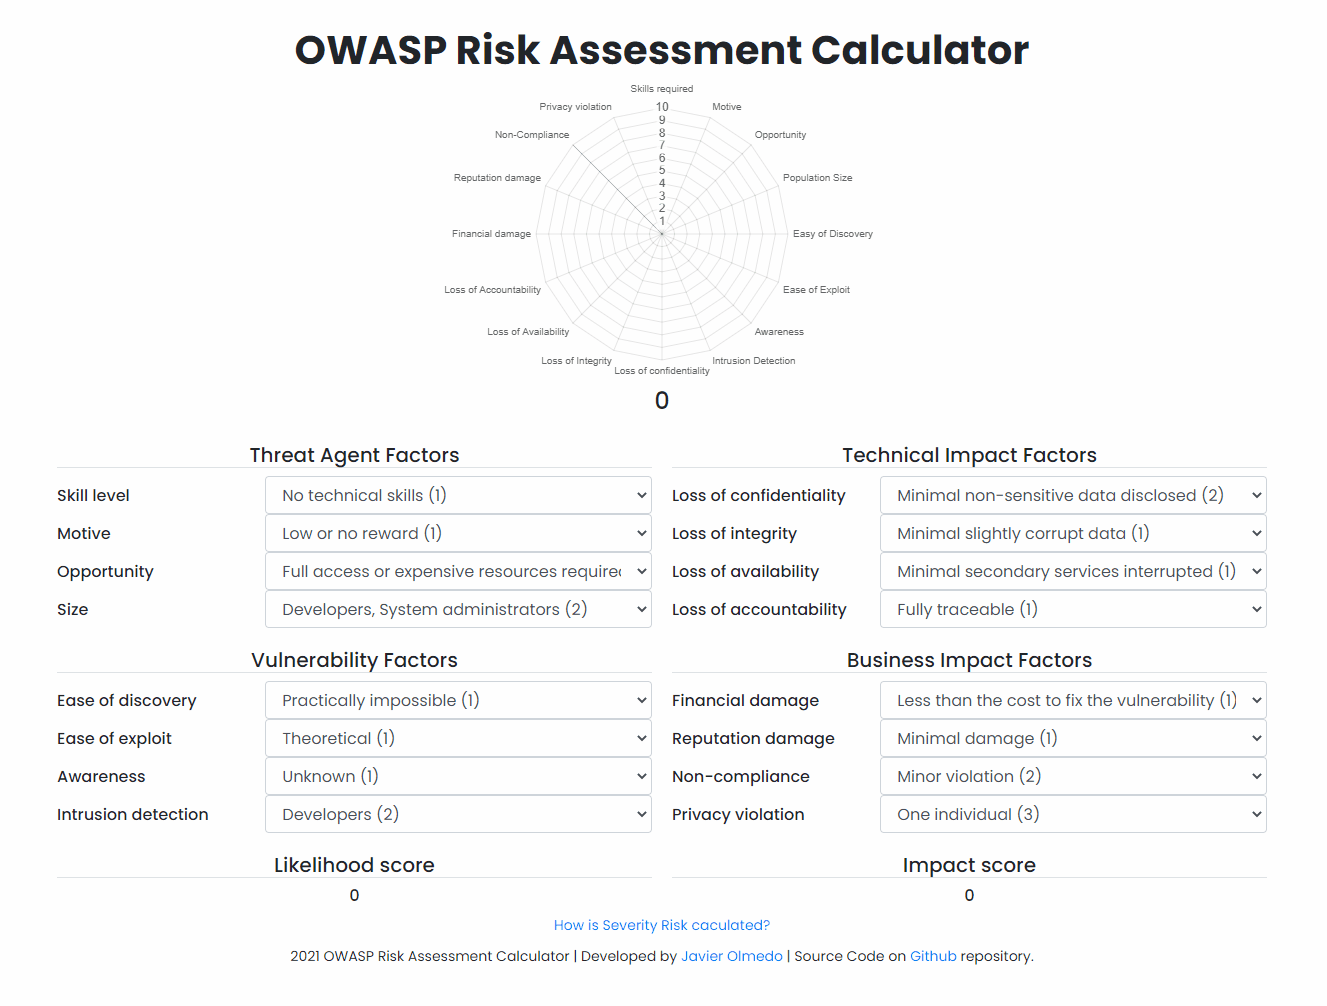 OWASP Risk Assessment Calculator
Skills required
Privacy violation
10
Motive
Non-Compliance
9
8
Opportunity
7
6
Reputation damage
5
Population Size
4
3
2
1
Financial damage
Easy of Discovery
Loss of Accountability
Ease of Exploit
Loss of Availability
Awareness
Loss of Integrity
Intrusion Detection
Loss of confidentiality
0
Threat Agent Factors
Skill level
No technical skills (1)
Motive
Low or no reward (1)
Opportunity
Full access or expensive resources
Size
Developers, System administrators (2)
Technical Impact Factors
Loss of confidentiality
Minimal non-sensitive data disclosed (2)
Loss of integrity
Minimal slightly corrupt data (1)
Loss of availability
Minimal secondary services interrupted (1)
Loss of accountability
Fully traceable (1)
Vulnerability Factors
Ease of discovery
Practically impossible (1)
Ease of exploit
Theoretical (1)
Awareness
Unknown (1)
Intrusion detection
Developers (2)
Business Impact Factors
Financial damage
Less than the cost to fix the vulnerability (1)
Reputation damage
Minimal damage (1)
Non-compliance
Minor violation (2)
Privacy violation
One individual (3)
Likelihood score
0
Impact score
0
How is Severity Risk caculated?
2021 OWASP Risk Assessment Calculator | Developed by Javier Olmedo | Source Code on Github repository.